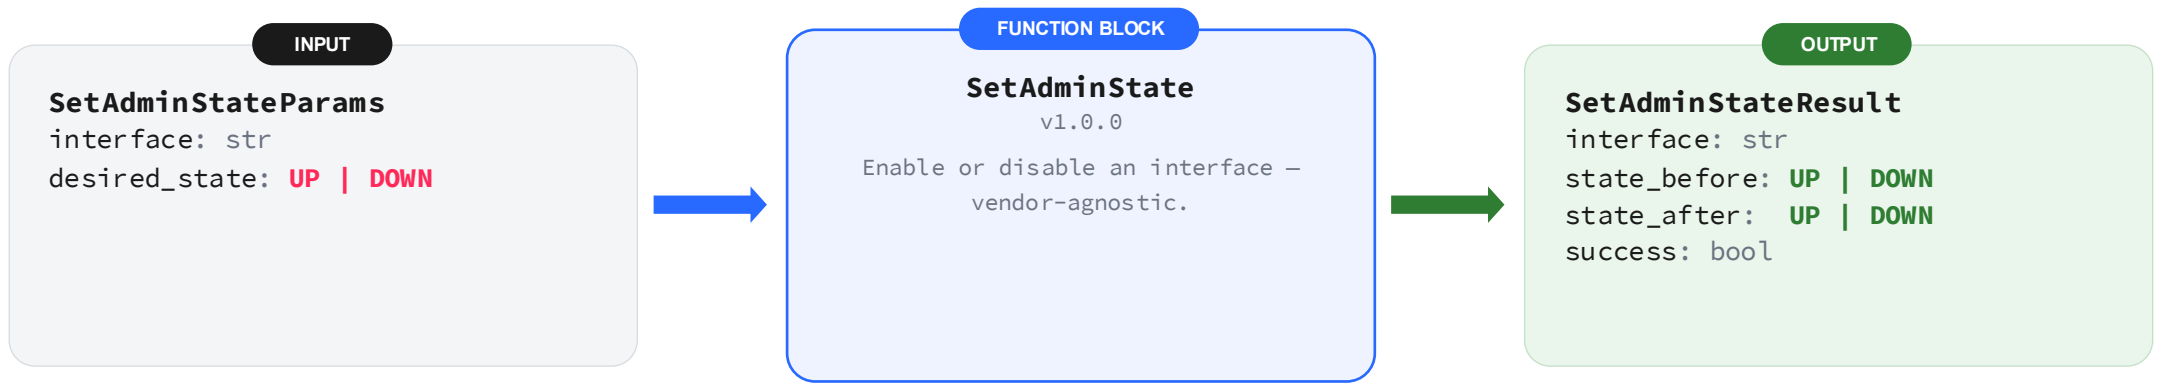 INPUT
SetAdminStateParams
interface: str
desired_state: UP | DOWN
FUNCTION BLOCK
SetAdminState
v1.0.0
Enable or disable an interface —
vendor-agnostic.
OUTPUT
SetAdminStateResult
interface: str
state_before: UP | DOWN
state_after:  UP | DOWN
success: bool